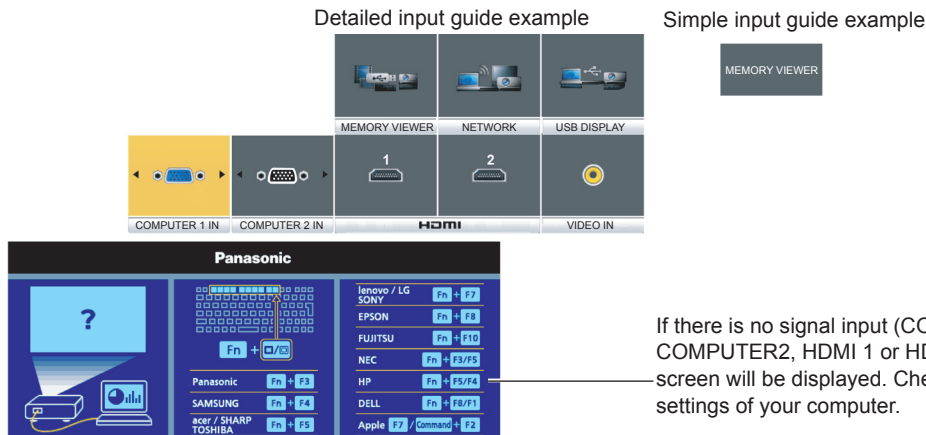 Detailed input guide example
Simple input guide example
MEMORY VIEWER
MEMORY VIEWER NETWORK USB DISPLAY
1 2
COMPUTER 1 IN COMPUTER 2 IN HDMI VIDEO IN
Panasonic
?
Fn +
Panasonic Fn + F3
SAMSUNG Fn + F4
acer / SHARP
TOSHIBA Fn + F5
lenovo / LG
SONY Fn + F7
EPSON Fn + F8
FUJITSU Fn + F10
NEC Fn + F3/F5
HP Fn + F5/F4
DELL Fn + F8/F1
Apple F7 / Command + F2
If there is no signal input (CO
COMPUTER2, HDMI 1 or HD
screen will be displayed. Che
settings of your computer.